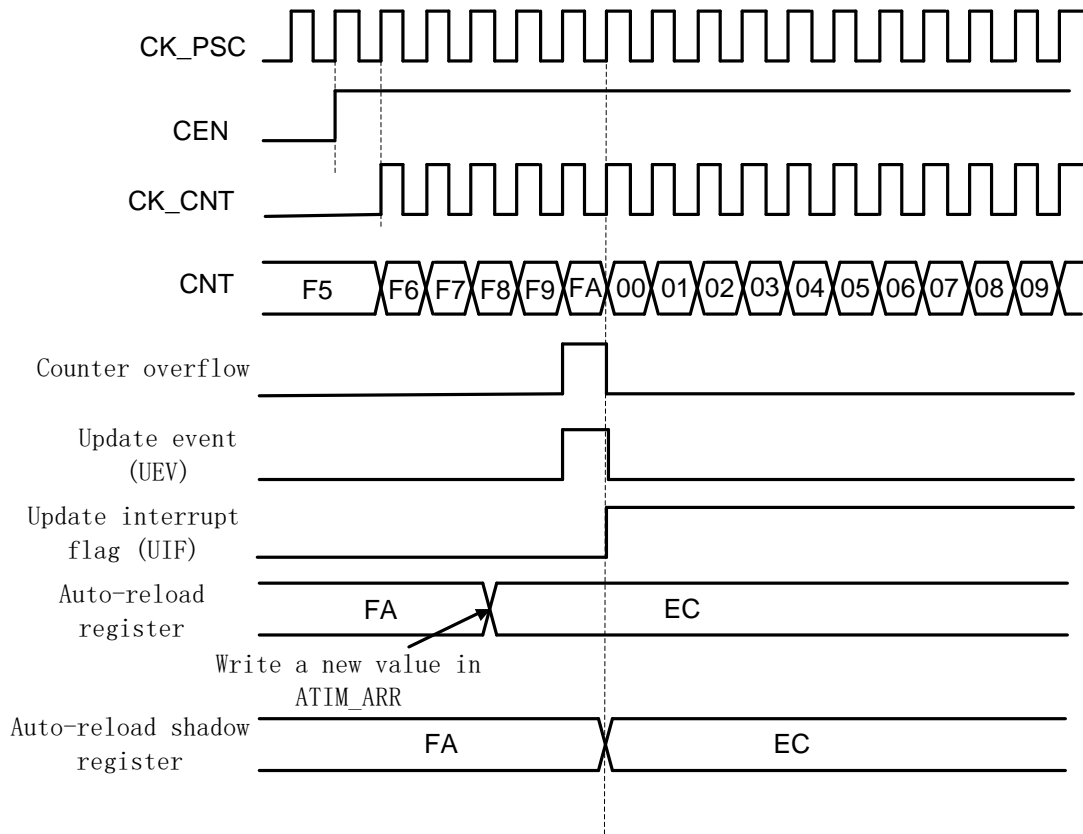 CK_PSC
CEN
CK_CNT
CNT
F5 F6 F7 F8 F9 FA 00 01 02 03 04 05 06 07 08 09
Counter overflow
Update event
(UEV)
Update interrupt
flag (UIF)
Auto-reload
register
FA EC
Write a new value in
ATIM_ARR
Auto-reload shadow
register
FA EC